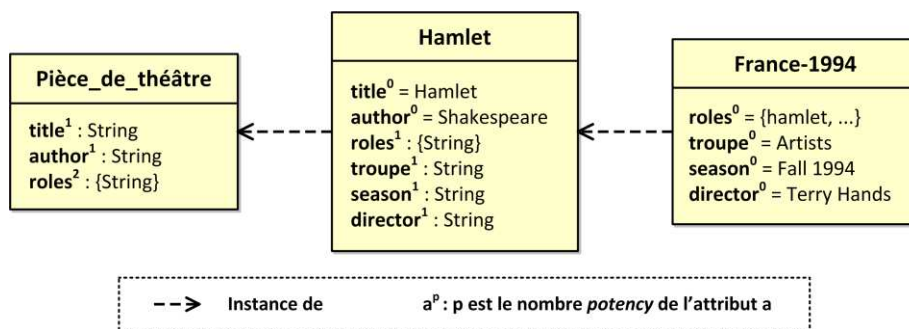 Pièce_de_théâtre
title¹ : String
author¹ : String
roles² : {String}
Hamlet
title⁰ = Hamlet
author⁰ = Shakespeare
roles¹ : {String}
troupe¹ : String
season¹ : String
director¹ : String
France-1994
roles⁰ = {hamlet, ...}
troupe⁰ = Artists
season⁰ = Fall 1994
director⁰ = Terry Hands
Instance de aᵖ : p est le nombre potency de l'attribut a